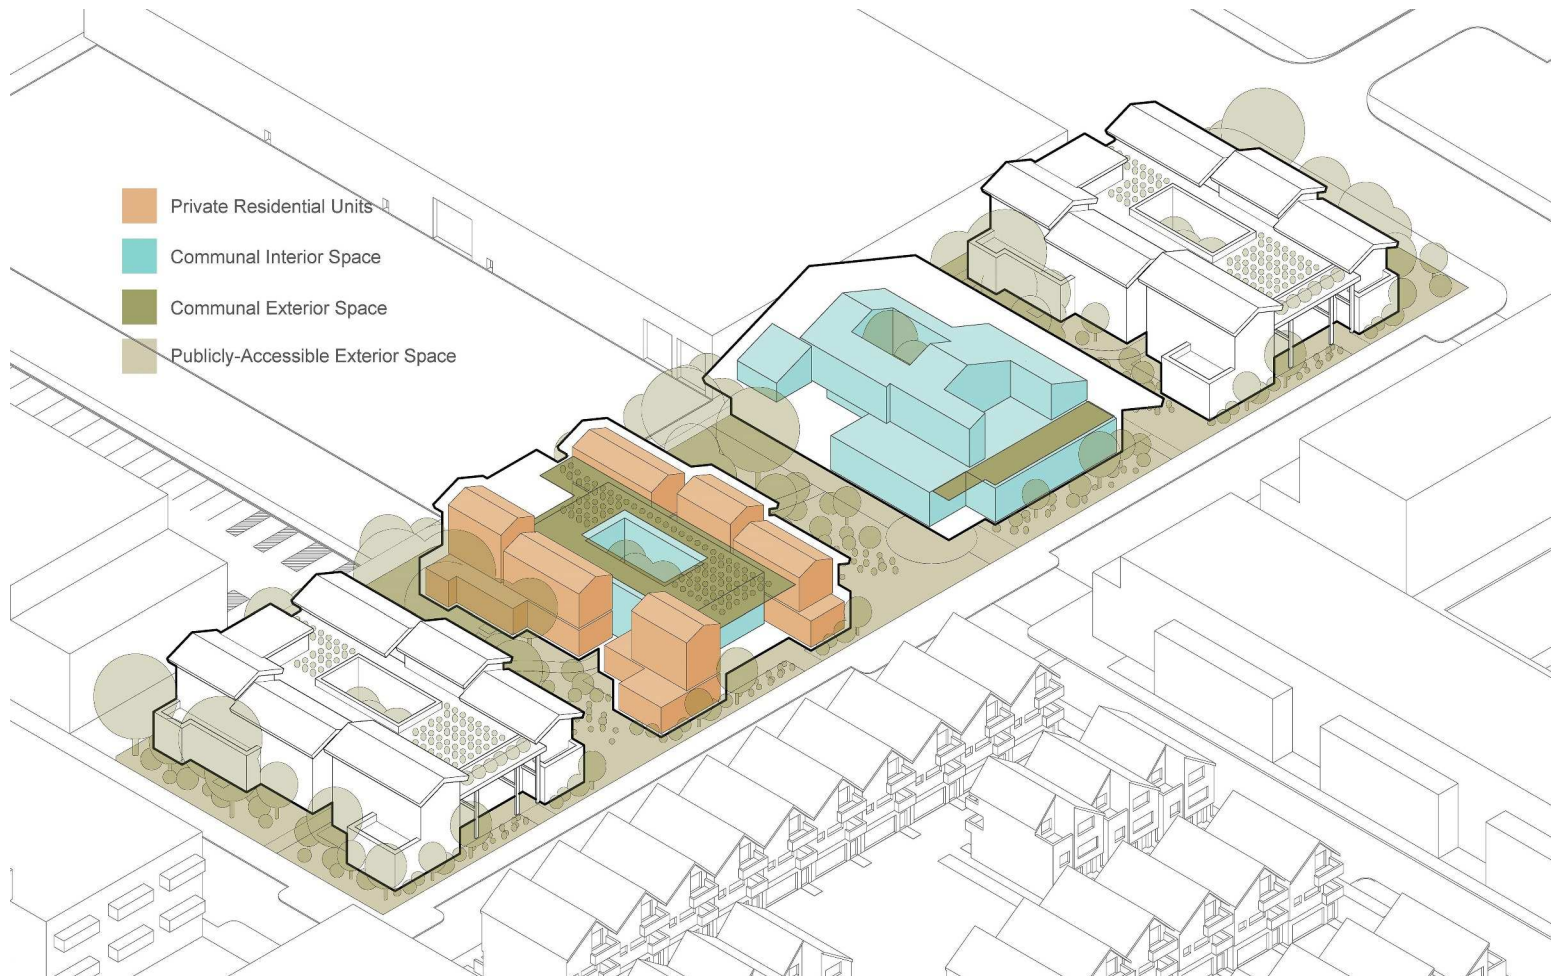 Private Residential Units
Communal Interior Space
Communal Exterior Space
Publicly-Accessible Exterior Space